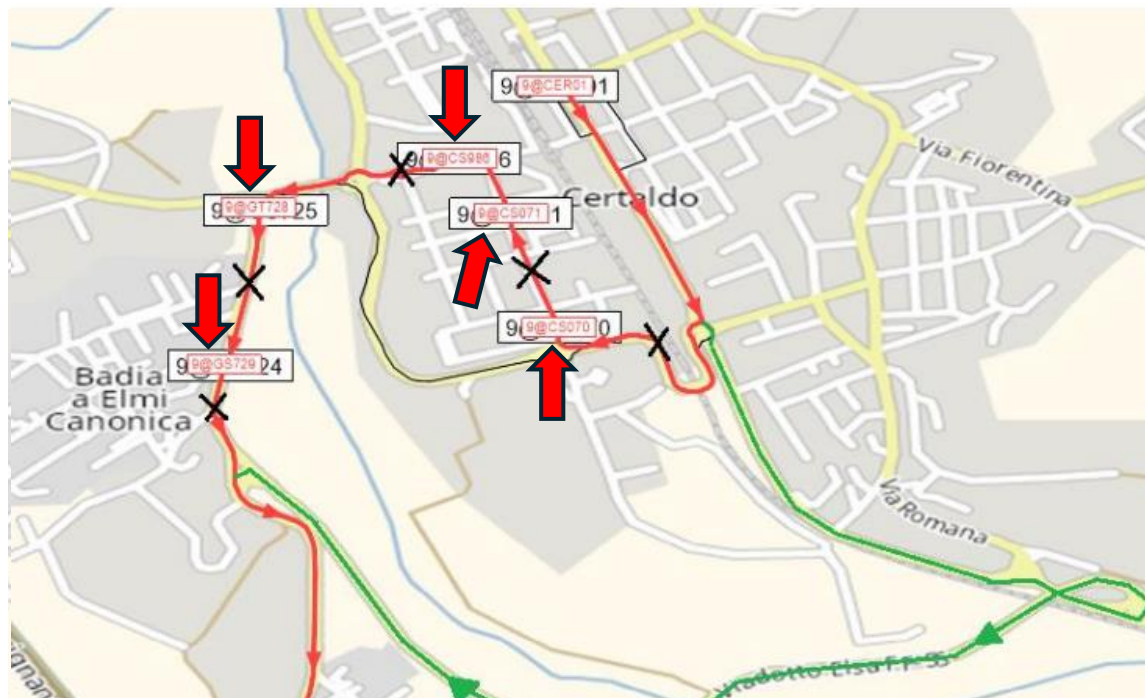 9@CER01 01
9@CS986 6
Via Fiorentina
9@GT728 25
9@CS071 1
Certaldo
9@CS070 0
9@GS729 24
Badia
a Elmi
Canonica
Via Romana